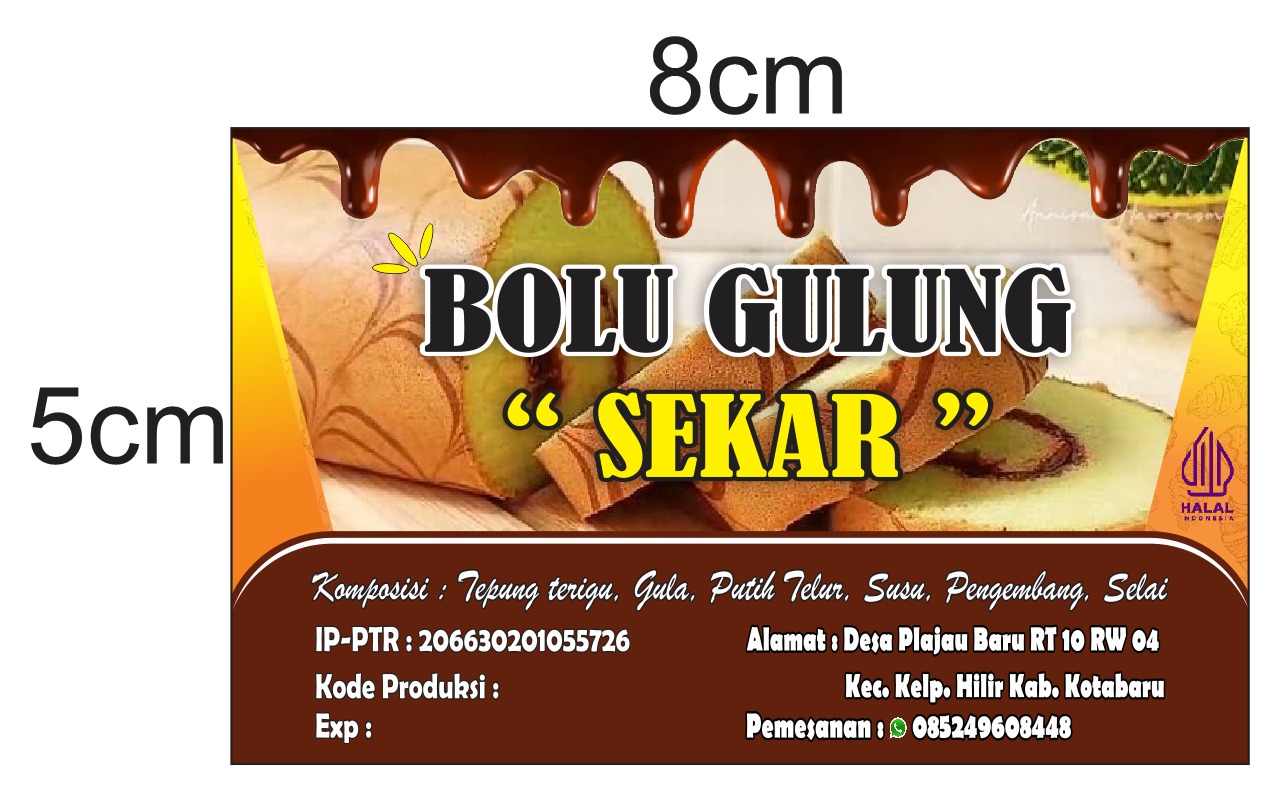 8cm
5cm
BOLU GULUNG
“ SEKAR ”
HALAL
INDONESIA
Komposisi : Tepung terigu, Gula, Putih Telur, Susu, Pengembang, Selai
IP-PTR : 206630201055726
Kode Produksi :
Exp :
Alamat : Desa Plajau Baru RT 10 RW 04
Kec. Kelp. Hilir Kab. Kotabaru
Pemesanan : 085249608448